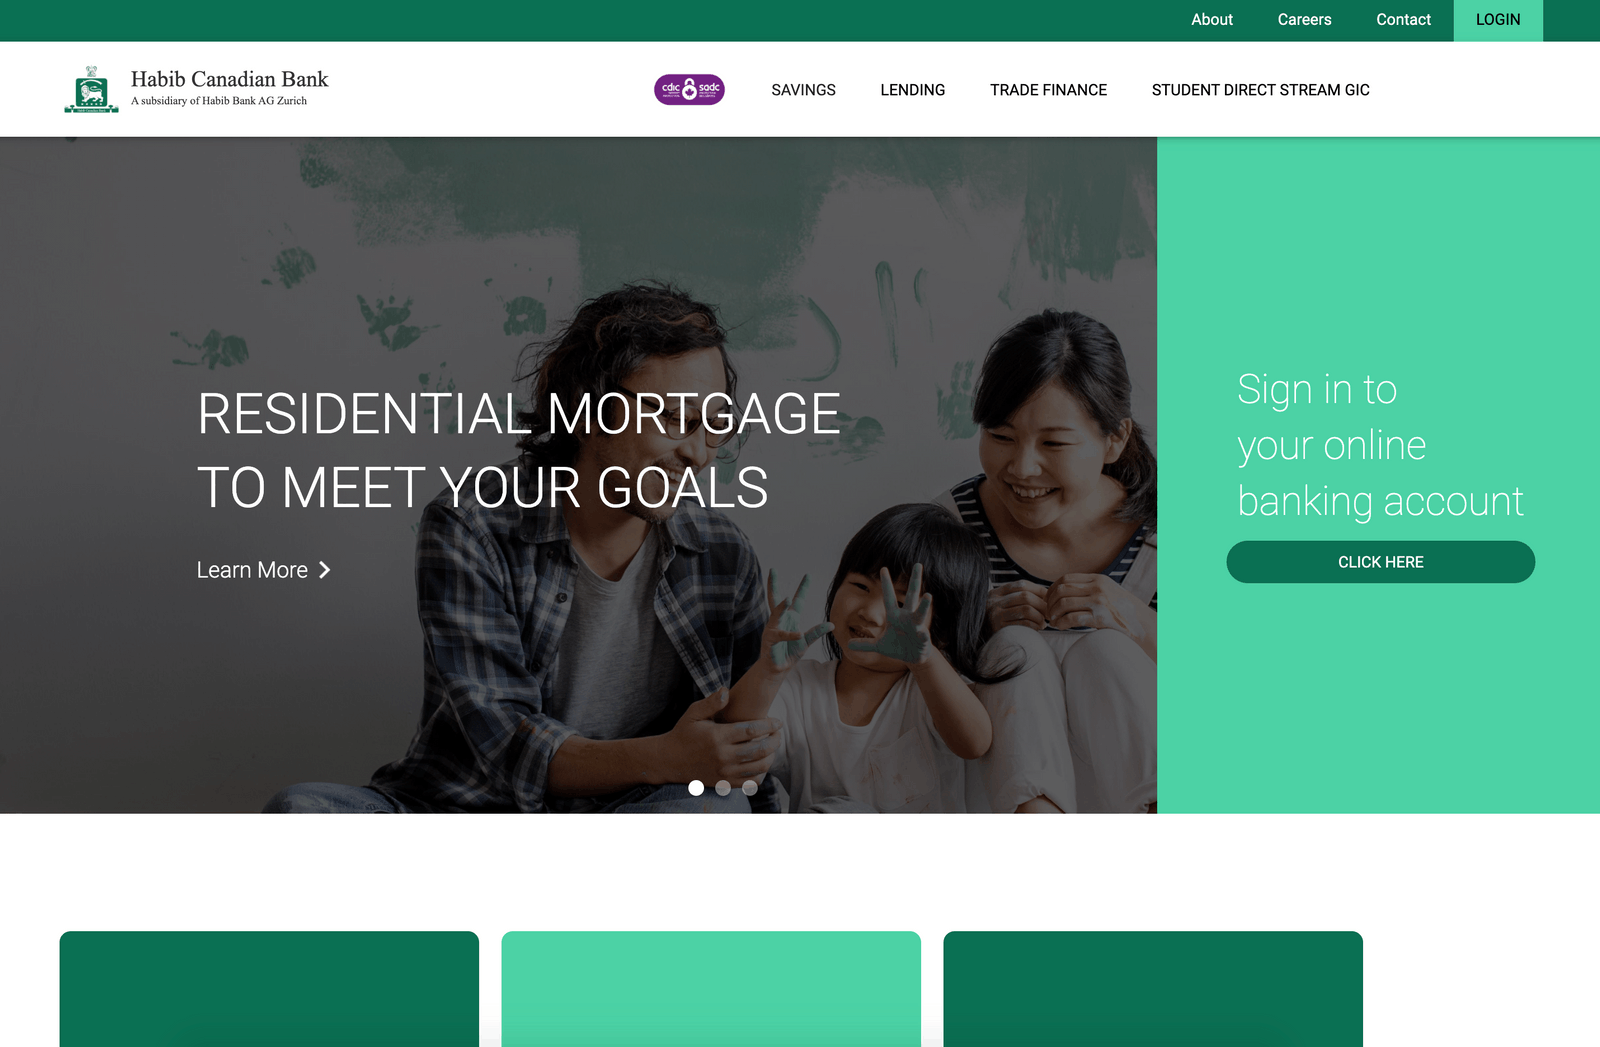 About
Careers
Contact
LOGIN
Habib Canadian Bank
A subsidiary of Habib Bank AG Zurich
cdic
sadc
SAVINGS
LENDING
TRADE FINANCE
STUDENT DIRECT STREAM GIC
RESIDENTIAL MORTGAGE
TO MEET YOUR GOALS
Learn More
Sign in to
your online
banking account
CLICK HERE